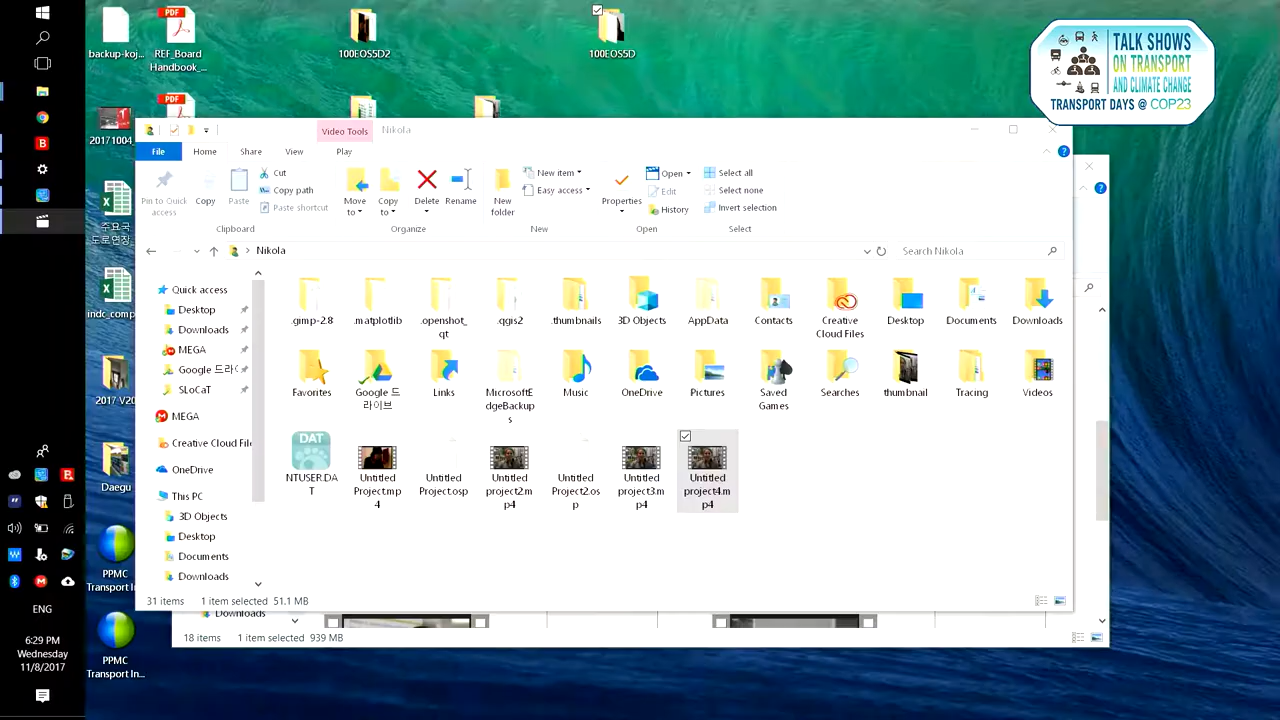 backup-koj...
REF_Board
Handbook_...
100EOS5D2
100EOS5D
TALK SHOWS
ON TRANSPORT
AND CLIMATE CHANGE
TRANSPORT DAYS @ COP23
20171004_
주요국
도로연장
indc_comp
2017-V20
Daegu
PPMC
Transport In...
PPMC
Transport In...
ENG
6:29 PM
Wednesday
11/8/2017
Video Tools
Nikola
File
Home
Share
View
Play
Pin to Quick
access
Copy
Paste
Cut
Copy path
Paste shortcut
Clipboard
Move
to
Copy
to
Delete
Rename
Organize
New
folder
New item
Easy access
New
Properties
Open
Edit
History
Open
Select all
Select none
Invert selection
Select
Nikola
Search Nikola
Quick access
Desktop
Downloads
MEGA
Google 드라이
SLoCaT
MEGA
Creative Cloud File
OneDrive
This PC
3D Objects
Desktop
Documents
Downloads
.gimp-2.8
.matplotlib
.openshot_
qt
.qgis2
.thumbnails
3D Objects
AppData
Contacts
Creative
Cloud Files
Desktop
Documents
Downloads
Favorites
Google 드
라이브
Links
MicrosoftE
dgeBackup
s
Music
OneDrive
Pictures
Saved
Games
Searches
thumbnail
Tracing
Videos
DAT
NTUSER.DA
T
Untitled
Project.mp
4
Untitled
Project.osp
Untitled
project2.m
p4
Untitled
Project2.os
p
Untitled
project3.m
p4
Untitled
project4.m
p4
31 items
1 item selected 51.1 MB
Downloads
18 items
1 item selected 939 MB